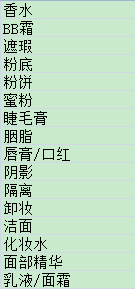 香水
BB霜
遮瑕
粉底
粉饼
蜜粉
睫毛膏
胭脂
唇膏/口红
阴影
隔离
卸妆
洁面
化妆水
面部精华
乳液/面霜